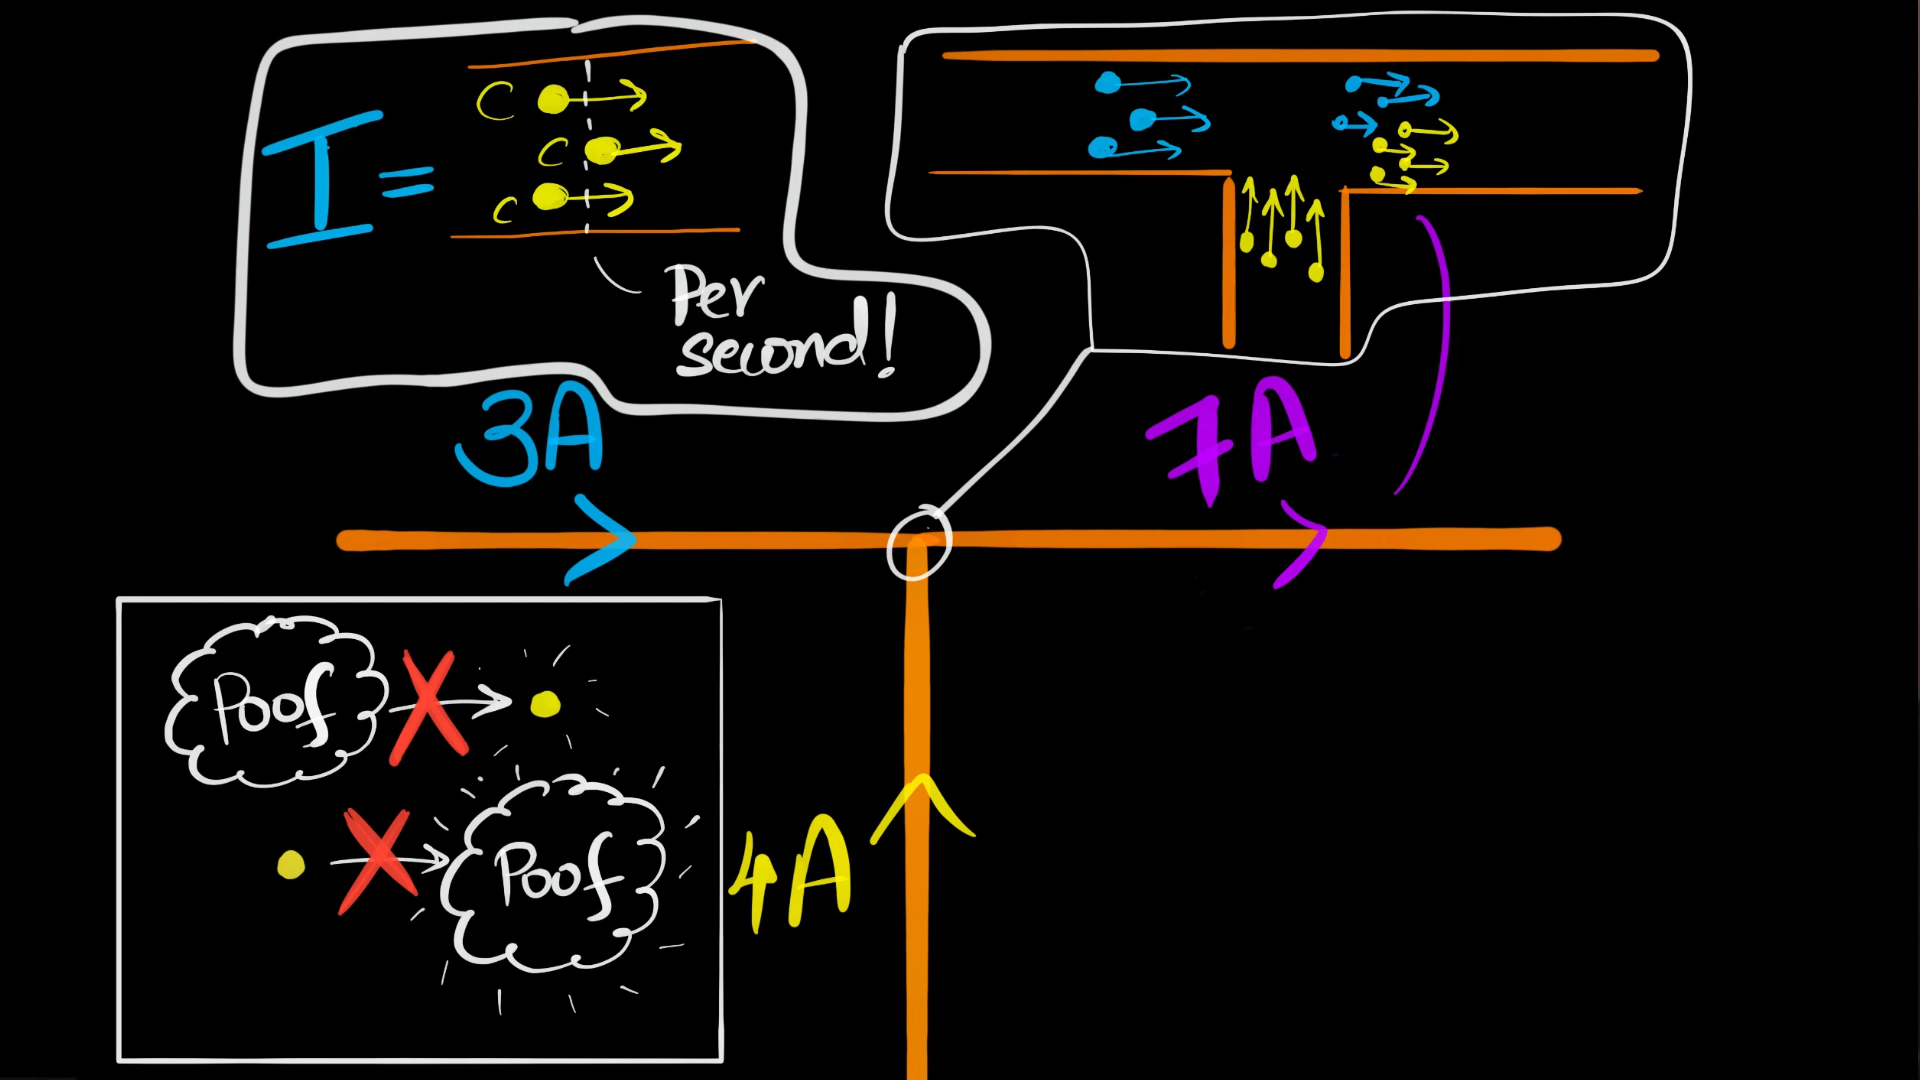 I =
C
C
C
Per
second!
3A
7A
Poof
Poof
4A